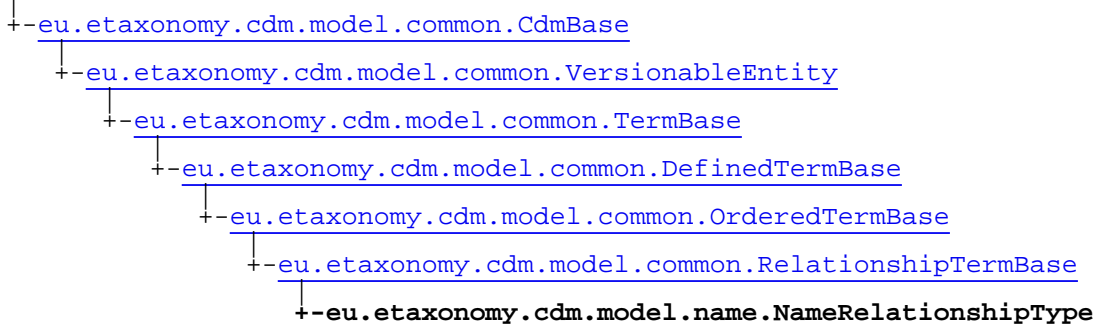 +-eu.etaxonomy.cdm.model.common.CdmBase
+-eu.etaxonomy.cdm.model.common.VersionableEntity
+-eu.etaxonomy.cdm.model.common.TermBase
+-eu.etaxonomy.cdm.model.common.DefinedTermBase
+-eu.etaxonomy.cdm.model.common.OrderedTermBase
+-eu.etaxonomy.cdm.model.common.RelationshipTermBase
+-eu.etaxonomy.cdm.model.name.NameRelationshipType